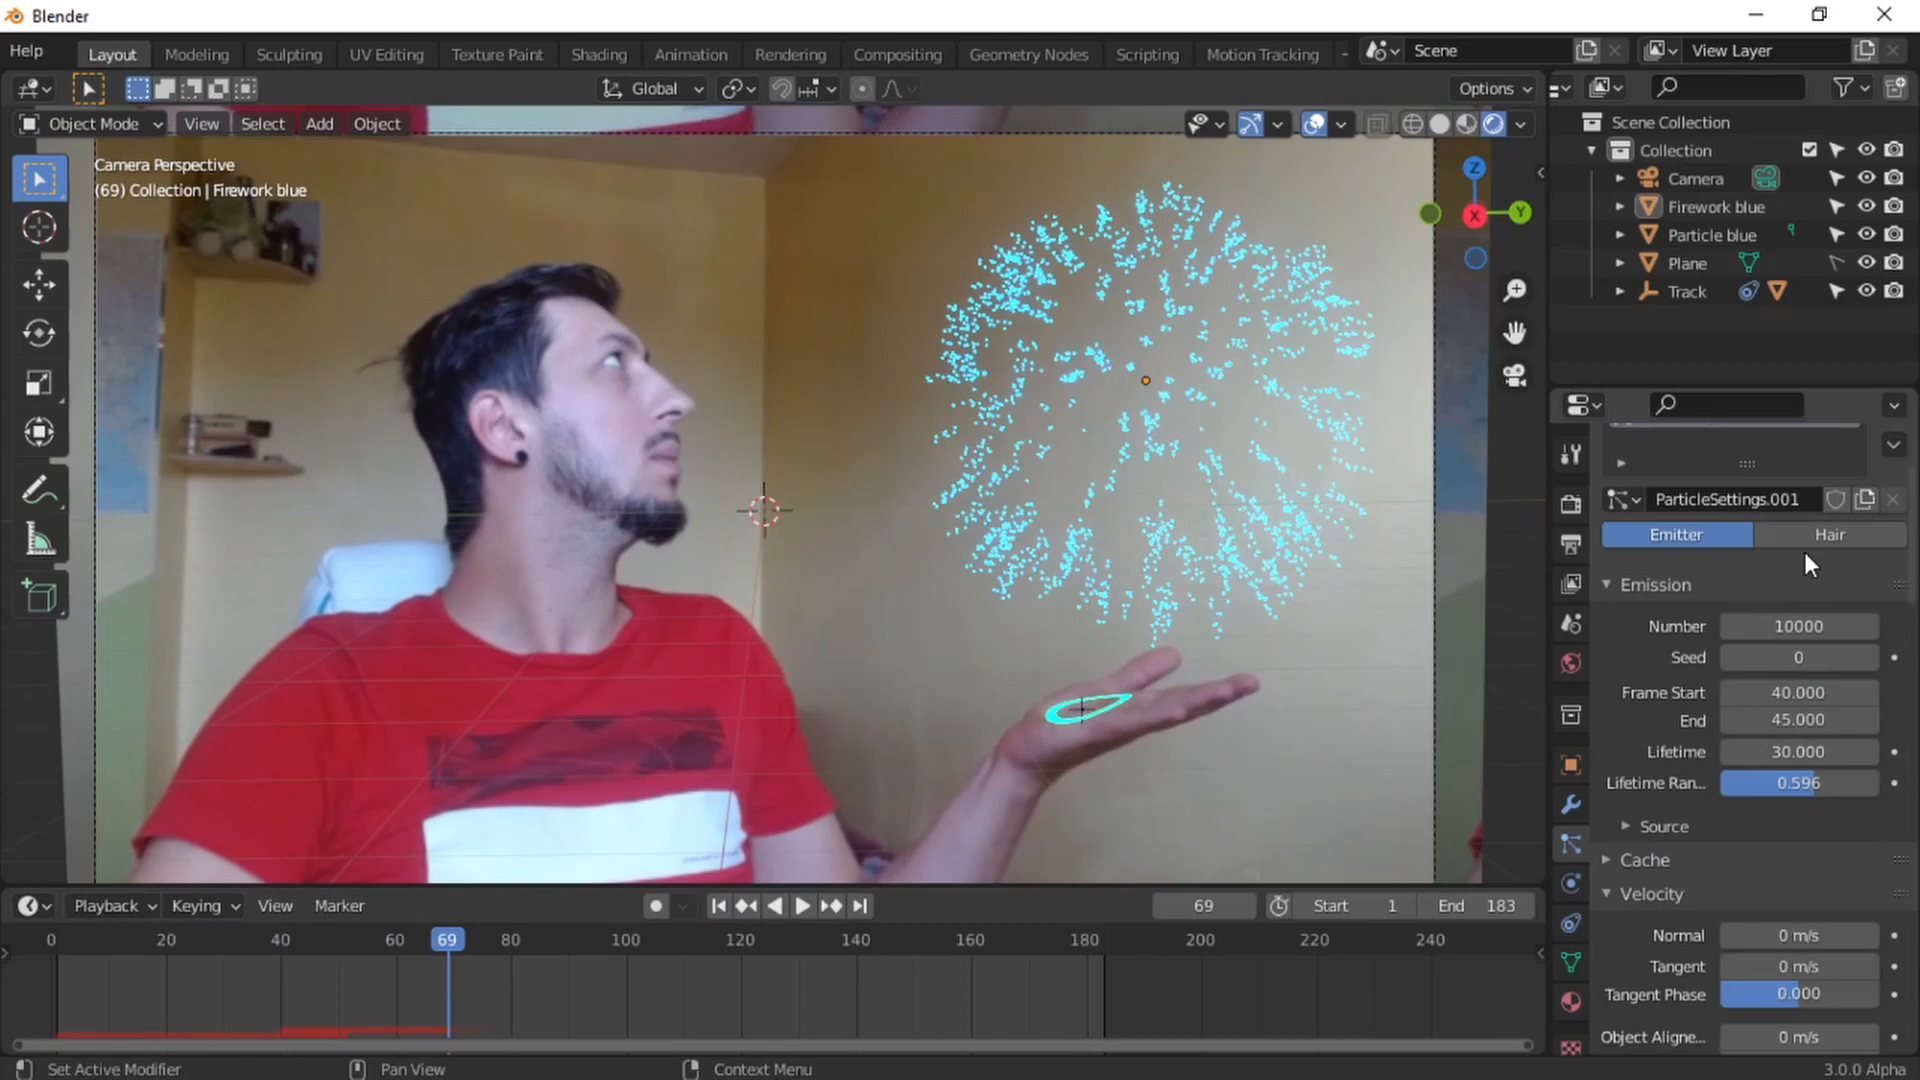 Blender
Help Layout Modeling Sculpting UV Editing Texture Paint Shading Animation Rendering Compositing Geometry Nodes Scripting Motion Tracking Scene View Layer
Global Options
Object Mode View Select Add Object
Camera Perspective
(69) Collection | Firework blue
Z
X
Y
Scene Collection
Collection
Camera
Firework blue
Particle blue
Plane
Track
ParticleSettings.001
Emitter Hair
Emission
Number 10000
Seed 0
Frame Start 40.000
End 45.000
Lifetime 30.000
Lifetime Ran... 0.596
Source
Cache
Velocity
Normal 0 m/s
Tangent 0 m/s
Tangent Phase 0.000
Object Aligne... 0 m/s
Playback Keying View Marker 69 Start 1 End 183
0 20 40 60 69 80 100 120 140 160 180 200 220 240
Set Active Modifier Pan View Context Menu 3.0.0 Alpha